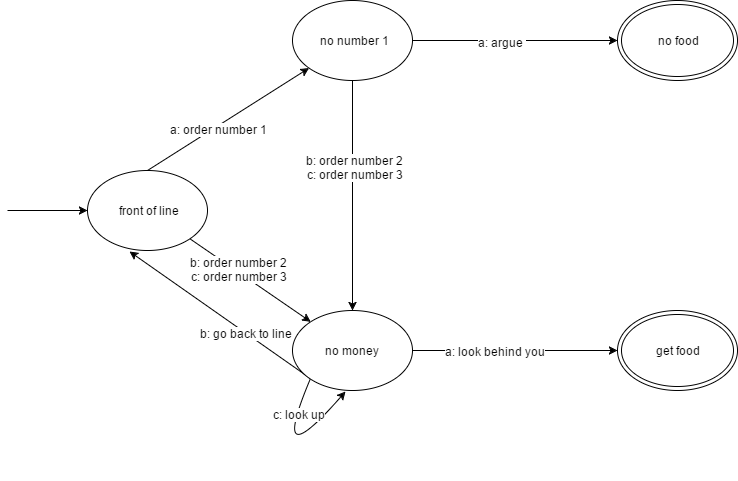 no number 1
a: argue
no food
a: order number 1
b: order number 2
c: order number 3
front of line
b: order number 2
c: order number 3
b: go back to line
no money
a: look behind you
get food
c: look up